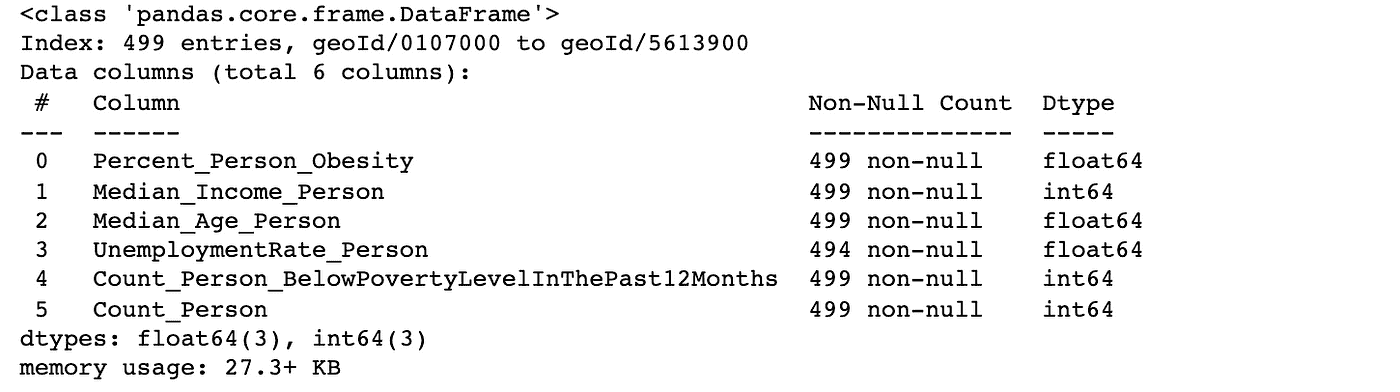 <class 'pandas.core.frame.DataFrame'>
Index: 499 entries, geoId/0107000 to geoId/5613900
Data columns (total 6 columns):
 #   Column                                            Non-Null Count  Dtype
---  ------                                            --------------  -----
 0   Percent_Person_Obesity                            499 non-null    float64
 1   Median_Income_Person                              499 non-null    int64
 2   Median_Age_Person                                 499 non-null    float64
 3   UnemploymentRate_Person                           494 non-null    float64
 4   Count_Person_BelowPovertyLevelInThePast12Months  499 non-null    int64
 5   Count_Person                                      499 non-null    int64
dtypes: float64(3), int64(3)
memory usage: 27.3+ KB